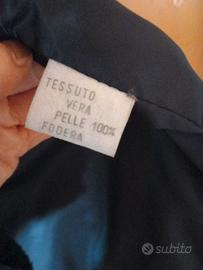 TESSUTO
VERA
PELLE 100%
FODERA
subito